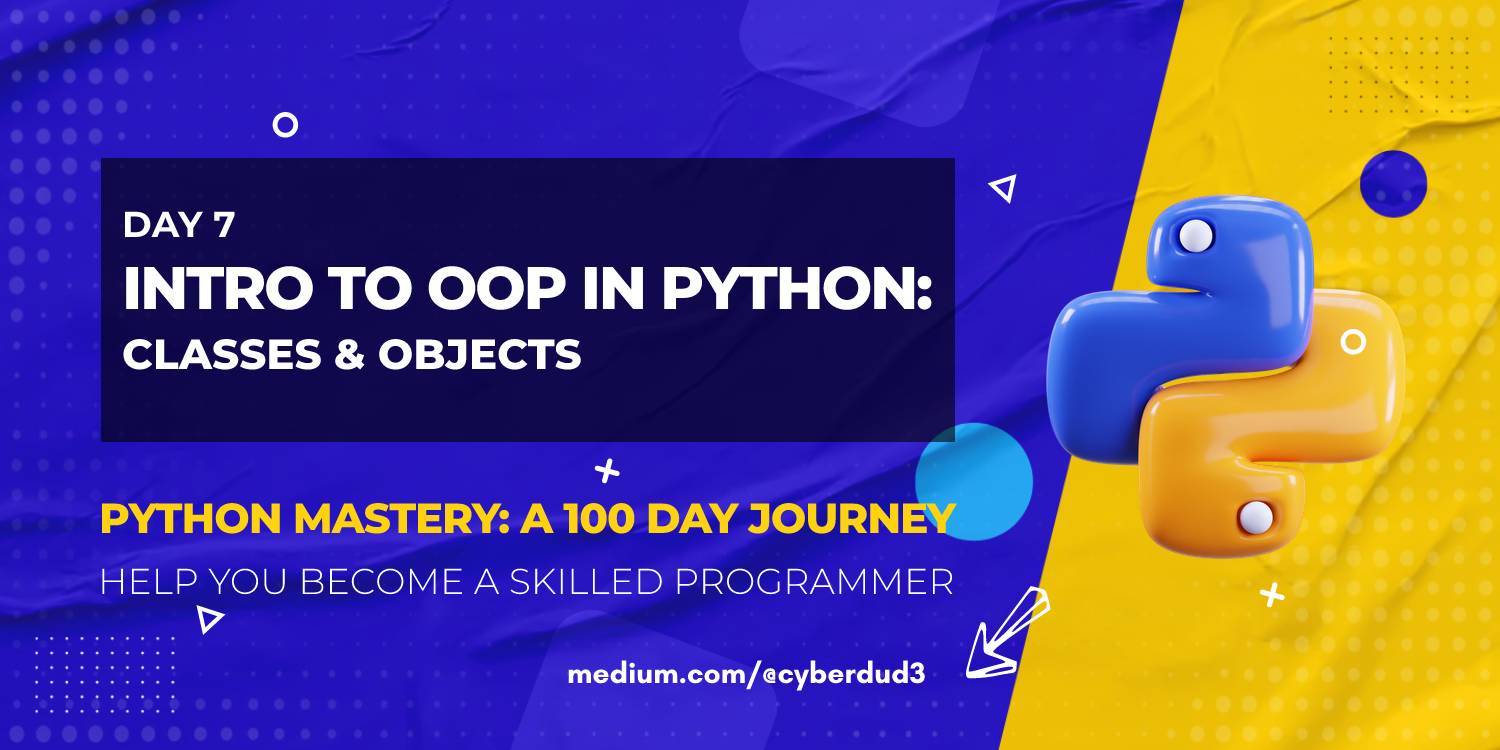 DAY 7
INTRO TO OOP IN PYTHON:
CLASSES & OBJECTS
PYTHON MASTERY: A 100 DAY JOURNEY
HELP YOU BECOME A SKILLED PROGRAMMER
medium.com/@cyberdud3